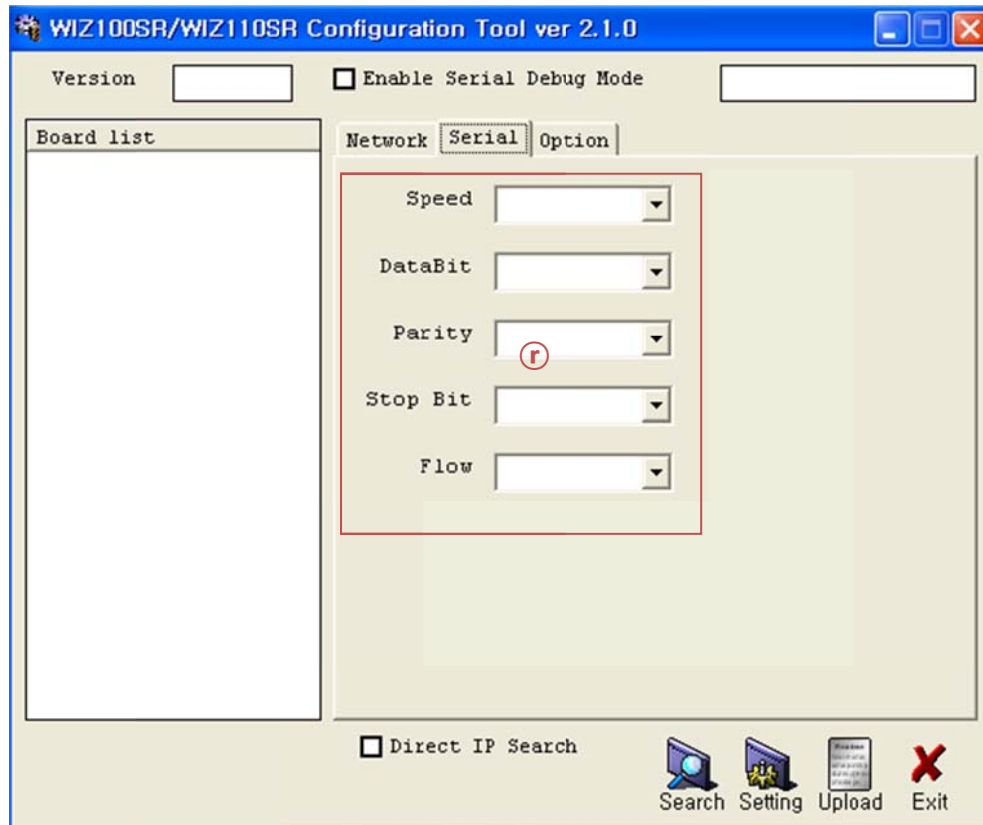 WIZ100SR/WIZ110SR Configuration Tool ver 2.1.0
Version
Enable Serial Debug Mode
Board list
Network Serial Option
Speed
DataBit
Parity
ⓡ
Stop Bit
Flow
Direct IP Search
Search Setting Upload Exit